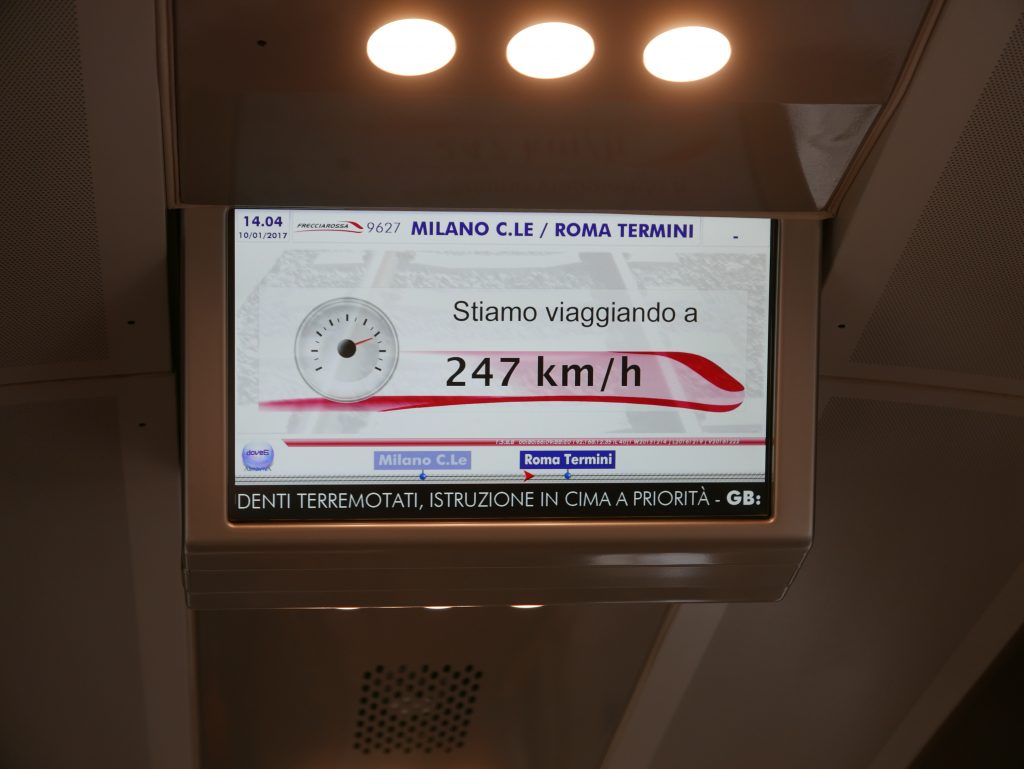 14.04
10/01/2017
FRECCIAROSSA 9627 MILANO C.LE / ROMA TERMINI -
Stiamo viaggiando a
247 km/h
Milano C.Le
Roma Termini
DENTI TERREMOTATI, ISTRUZIONE IN CIMA A PRIORITÀ - GB: